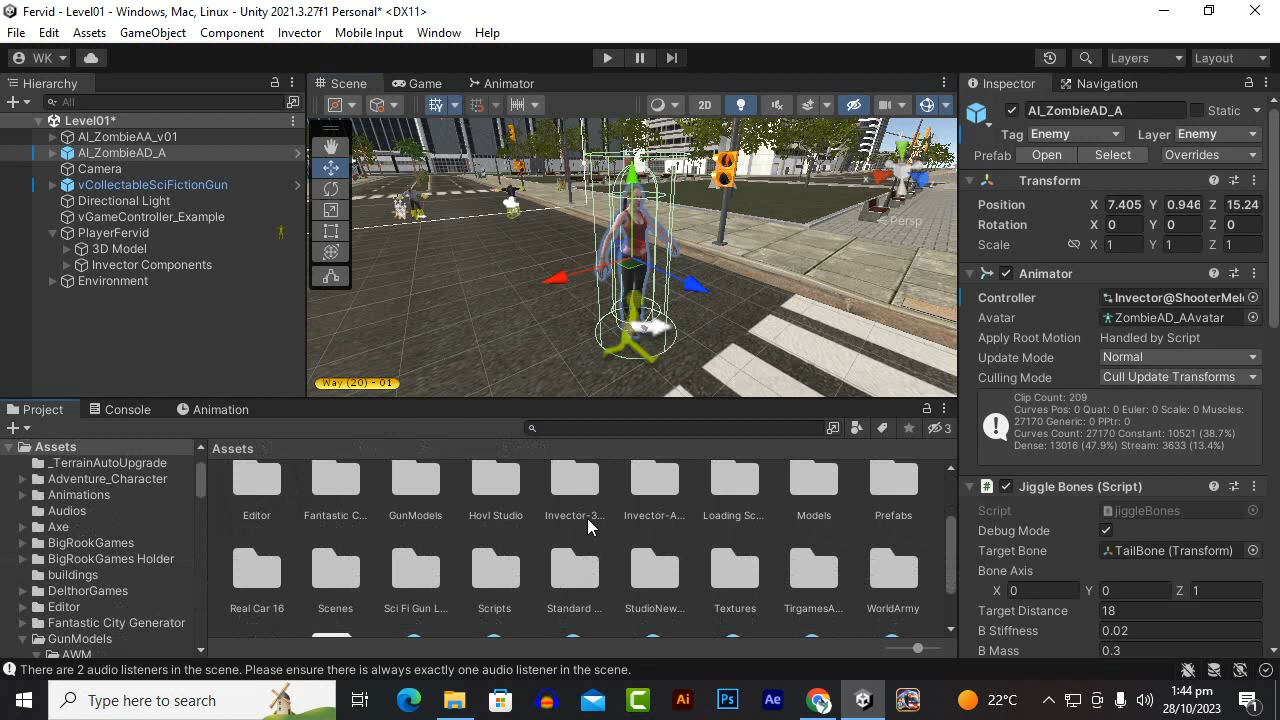 Fervid - Level01 - Windows, Mac, Linux - Unity 2021.3.27f1 Personal* <DX11>
File Edit Assets GameObject Component Invector Mobile Input Window Help
WK Layers Layout
Hierarchy
All
Level01*
AI_ZombieAA_v01
AI_ZombieAD_A
Camera
vCollectableSciFictionGun
Directional Light
vGameController_Example
PlayerFervid
3D Model
Invector Components
Environment
Scene Game Animator
2D
Persp
Way (20) - 01
Inspector Navigation
AI_ZombieAD_A Static
Tag Enemy Layer Enemy
Prefab Open Select Overrides
Transform
Position X 7.405 Y 0.946 Z 15.24
Rotation X 0 Y 0 Z 0
Scale X 1 Y 1 Z 1
Animator
Controller Invector@ShooterMel
Avatar ZombieAD_AAvatar
Apply Root Motion Handled by Script
Update Mode Normal
Culling Mode Cull Update Transforms
Clip Count: 209
Curves Pos: 0 Quat: 0 Euler: 0 Scale: 0 Muscles:
27170 Generic: 0 PPtr: 0
Curves Count: 27170 Constant: 10521 (38.7%)
Dense: 13016 (47.9%) Stream: 3633 (13.4%)
Jiggle Bones (Script)
Script jiggleBones
Debug Mode
Target Bone TailBone (Transform)
Bone Axis
X 0 Y 0 Z 1
Target Distance 18
B Stiffness 0.02
B Mass 0.3
Project Console Animation
3
Assets
_TerrainAutoUpgrade
Adventure_Character
Animations
Audios
Axe
BigRookGames
BigRookGames Holder
buildings
DelthorGames
Editor
Fantastic City Generator
GunModels
AWM
Assets
Editor Fantastic C... GunModels Hovl Studio Invector-3... Invector-A... Loading Sc... Models Prefabs
Real Car 16 Scenes Sci Fi Gun L... Scripts Standard ... StudioNew... Textures TirgamesA... WorldArmy
There are 2 audio listeners in the scene. Please ensure there is always exactly one audio listener in the scene.
Type here to search
Ai Ps Ae
22°C
1:44 pm
28/10/2023
1